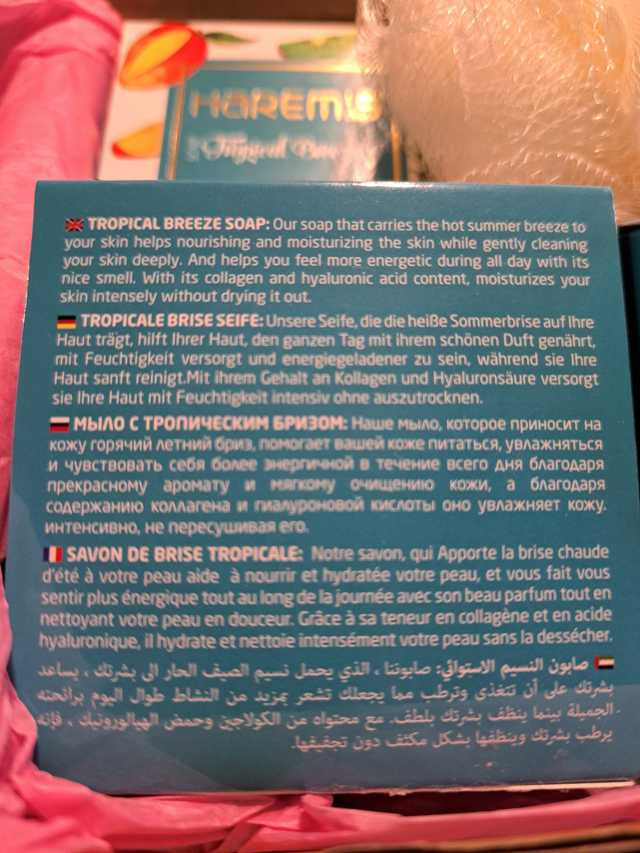 HAREM'S
Tropical
TROPICAL BREEZE SOAP: Our soap that carries the hot summer breeze to
your skin helps nourishing and moisturizing the skin while gently cleaning
your skin deeply. And helps you feel more energetic during all day with its
nice smell. With its collagen and hyaluronic acid content, moisturizes your
skin intensely without drying it out.
TROPICALE BRISE SEIFE: Unsere Seife, die die heiße Sommerbrise auf Ihre
Haut trägt, hilft Ihrer Haut, den ganzen Tag mit ihrem schönen Duft genährt,
mit Feuchtigkeit versorgt und energiegeladener zu sein, während sie Ihre
Haut sanft reinigt.Mit ihrem Gehalt an Kollagen und Hyaluronsäure versorgt
sie Ihre Haut mit Feuchtigkeit intensiv ohne auszutrocknen.
МЫЛО С ТРОПИЧЕСКИМ БРИЗОМ: Наше мыло, которое приносит на
кожу горячий летний бриз, помогает вашей коже питаться, увлажняться
и чувствовать себя более энергичной в течение всего дня благодаря
прекрасному аромату и мягкому очищению кожи, а благодаря
содержанию коллагена и гиалуроновой кислоты оно увлажняет кожу.
интенсивно, не пересушивая его.
SAVON DE BRISE TROPICALE: Notre savon, qui Apporte la brise chaude
d'été à votre peau aide à nourrir et hydratée votre peau, et vous fait vous
sentir plus énergique tout au long de la journée avec son beau parfum tout en
nettoyant votre peau en douceur. Grâce à sa teneur en collagène et en acide
hyaluronique, il hydrate et nettoie intensément votre peau sans la dessécher.
صابون النسيم الاستوائي: صابوننا ، الذي يحمل نسيم الصيف الحار الى بشرتك ، يساعد
بشرتك على أن تتغذى وترطب مما يجعلك تشعر بمزيد من النشاط طوال اليوم برائحته
الجميلة بينما ينظف بشرتك بلطف. مع محتواه من الكولاجين وحمض الهيالورونيك ، فإنه
يرطب بشرتك وينظفها بشكل مكثف دون تجفيفها.